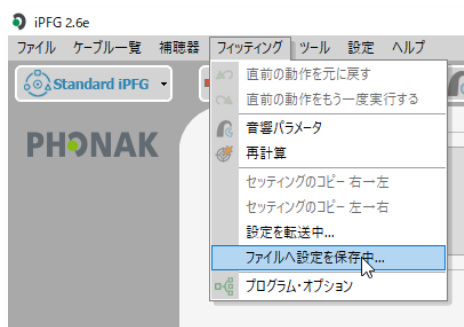 iPFG 2.6e
ファイル ケーブル一覧 補聴器 フィッティング ツール 設定 ヘルプ
Standard iPFG
直前の動作を元に戻す
直前の動作をもう一度実行する
PHONAK
音響パラメータ
再計算
セッティングのコピー 右→左
セッティングのコピー 左→右
設定を転送中...
ファイルへ設定を保存中...
プログラム・オプション